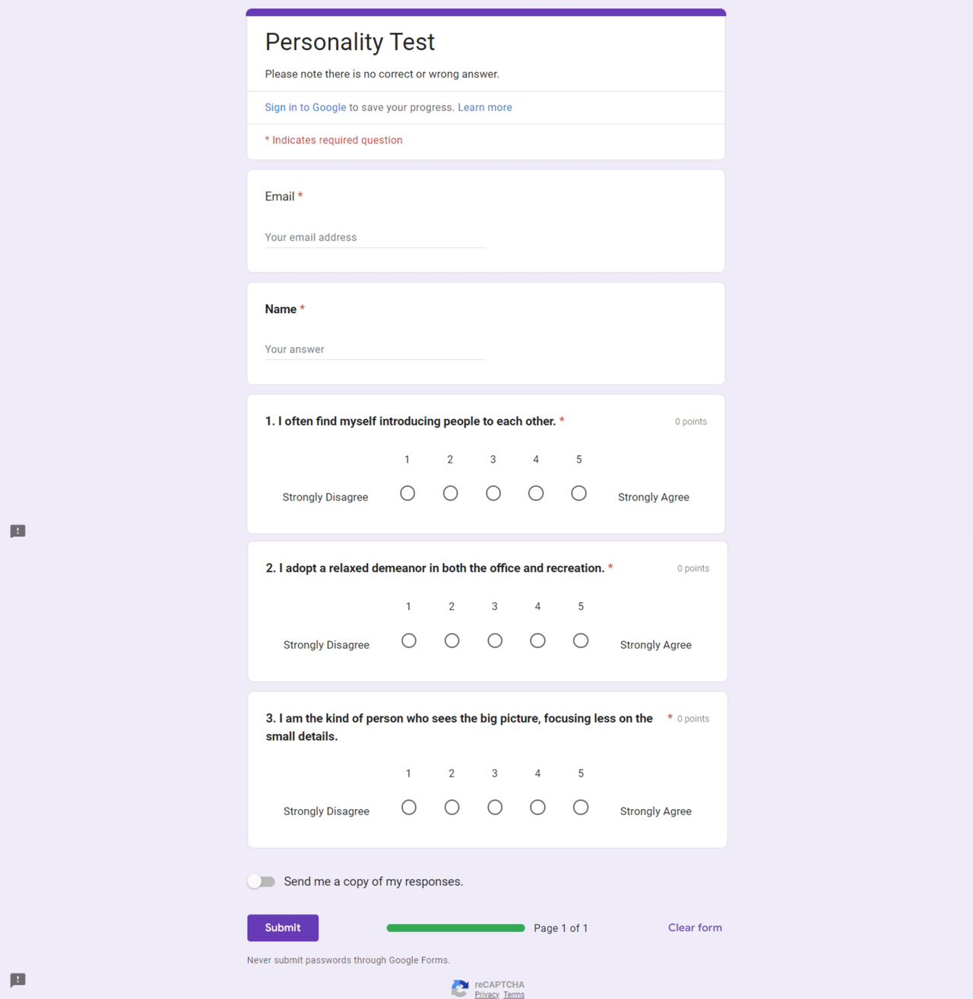 Personality Test
Please note there is no correct or wrong answer.
Sign in to Google to save your progress. Learn more
* Indicates required question
Email *
Your email address
Name *
Your answer
1. I often find myself introducing people to each other. * 0 points
1 2 3 4 5
Strongly Disagree Strongly Agree
2. I adopt a relaxed demeanor in both the office and recreation. * 0 points
1 2 3 4 5
Strongly Disagree Strongly Agree
3. I am the kind of person who sees the big picture, focusing less on the * 0 points
small details.
1 2 3 4 5
Strongly Disagree Strongly Agree
Send me a copy of my responses.
Submit Page 1 of 1 Clear form
Never submit passwords through Google Forms.
reCAPTCHA
Privacy Terms